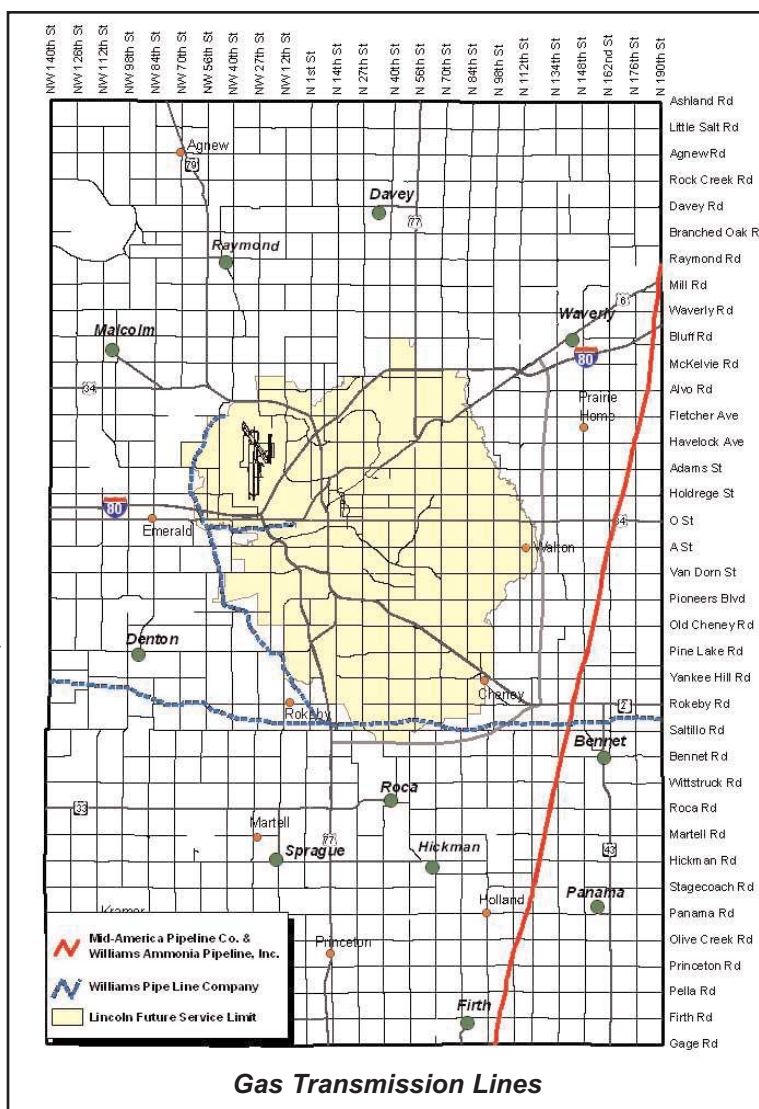 NW 140th St
NW 126th St
NW 112th St
NW 98th St
NW 84th St
NW 70th St
NW 56th St
NW 40th St
NW 27th St
NW 12th St
N 1st St
N 14th St
N 27th St
N 40th St
N 56th St
N 70th St
N 84th St
N 98th St
N 112th St
N 134th St
N 148th St
N 162nd St
N 176th St
N 190th St
Ashland Rd
Little Salt Rd
Agnew
Agnew Rd
79
Rock Creek Rd
Davey
Davey Rd
77
Branched Oak R
Raymond
Raymond Rd
Mill Rd
6
Waverly
Waverly Rd
Malcolm
Bluff Rd
80
McKelvie Rd
34
Alvo Rd
Prairie
Home
Fletcher Ave
Havelock Ave
Adams St
Holdrege St
80
Emerald
34
O St
Walton
A St
Van Dorn St
Pioneers Blvd
Old Cheney Rd
Denton
Pine Lake Rd
Cheney
Yankee Hill Rd
Rokeby
2
Rokeby Rd
Saltillo Rd
Bennet
Bennet Rd
Wittstruck Rd
Roca
33
Roca Rd
Martell
77
Martell Rd
43
Sprague
Hickman
Hickman Rd
Stagecoach Rd
Kramer
Holland
Panama
Panama Rd
Mid-America Pipeline Co. &
Williams Ammonia Pipeline, Inc.
Olive Creek Rd
Princeton
Princeton Rd
Williams Pipe Line Company
Pella Rd
Lincoln Future Service Limit
Firth
Firth Rd
Gage Rd
Gas Transmission Lines